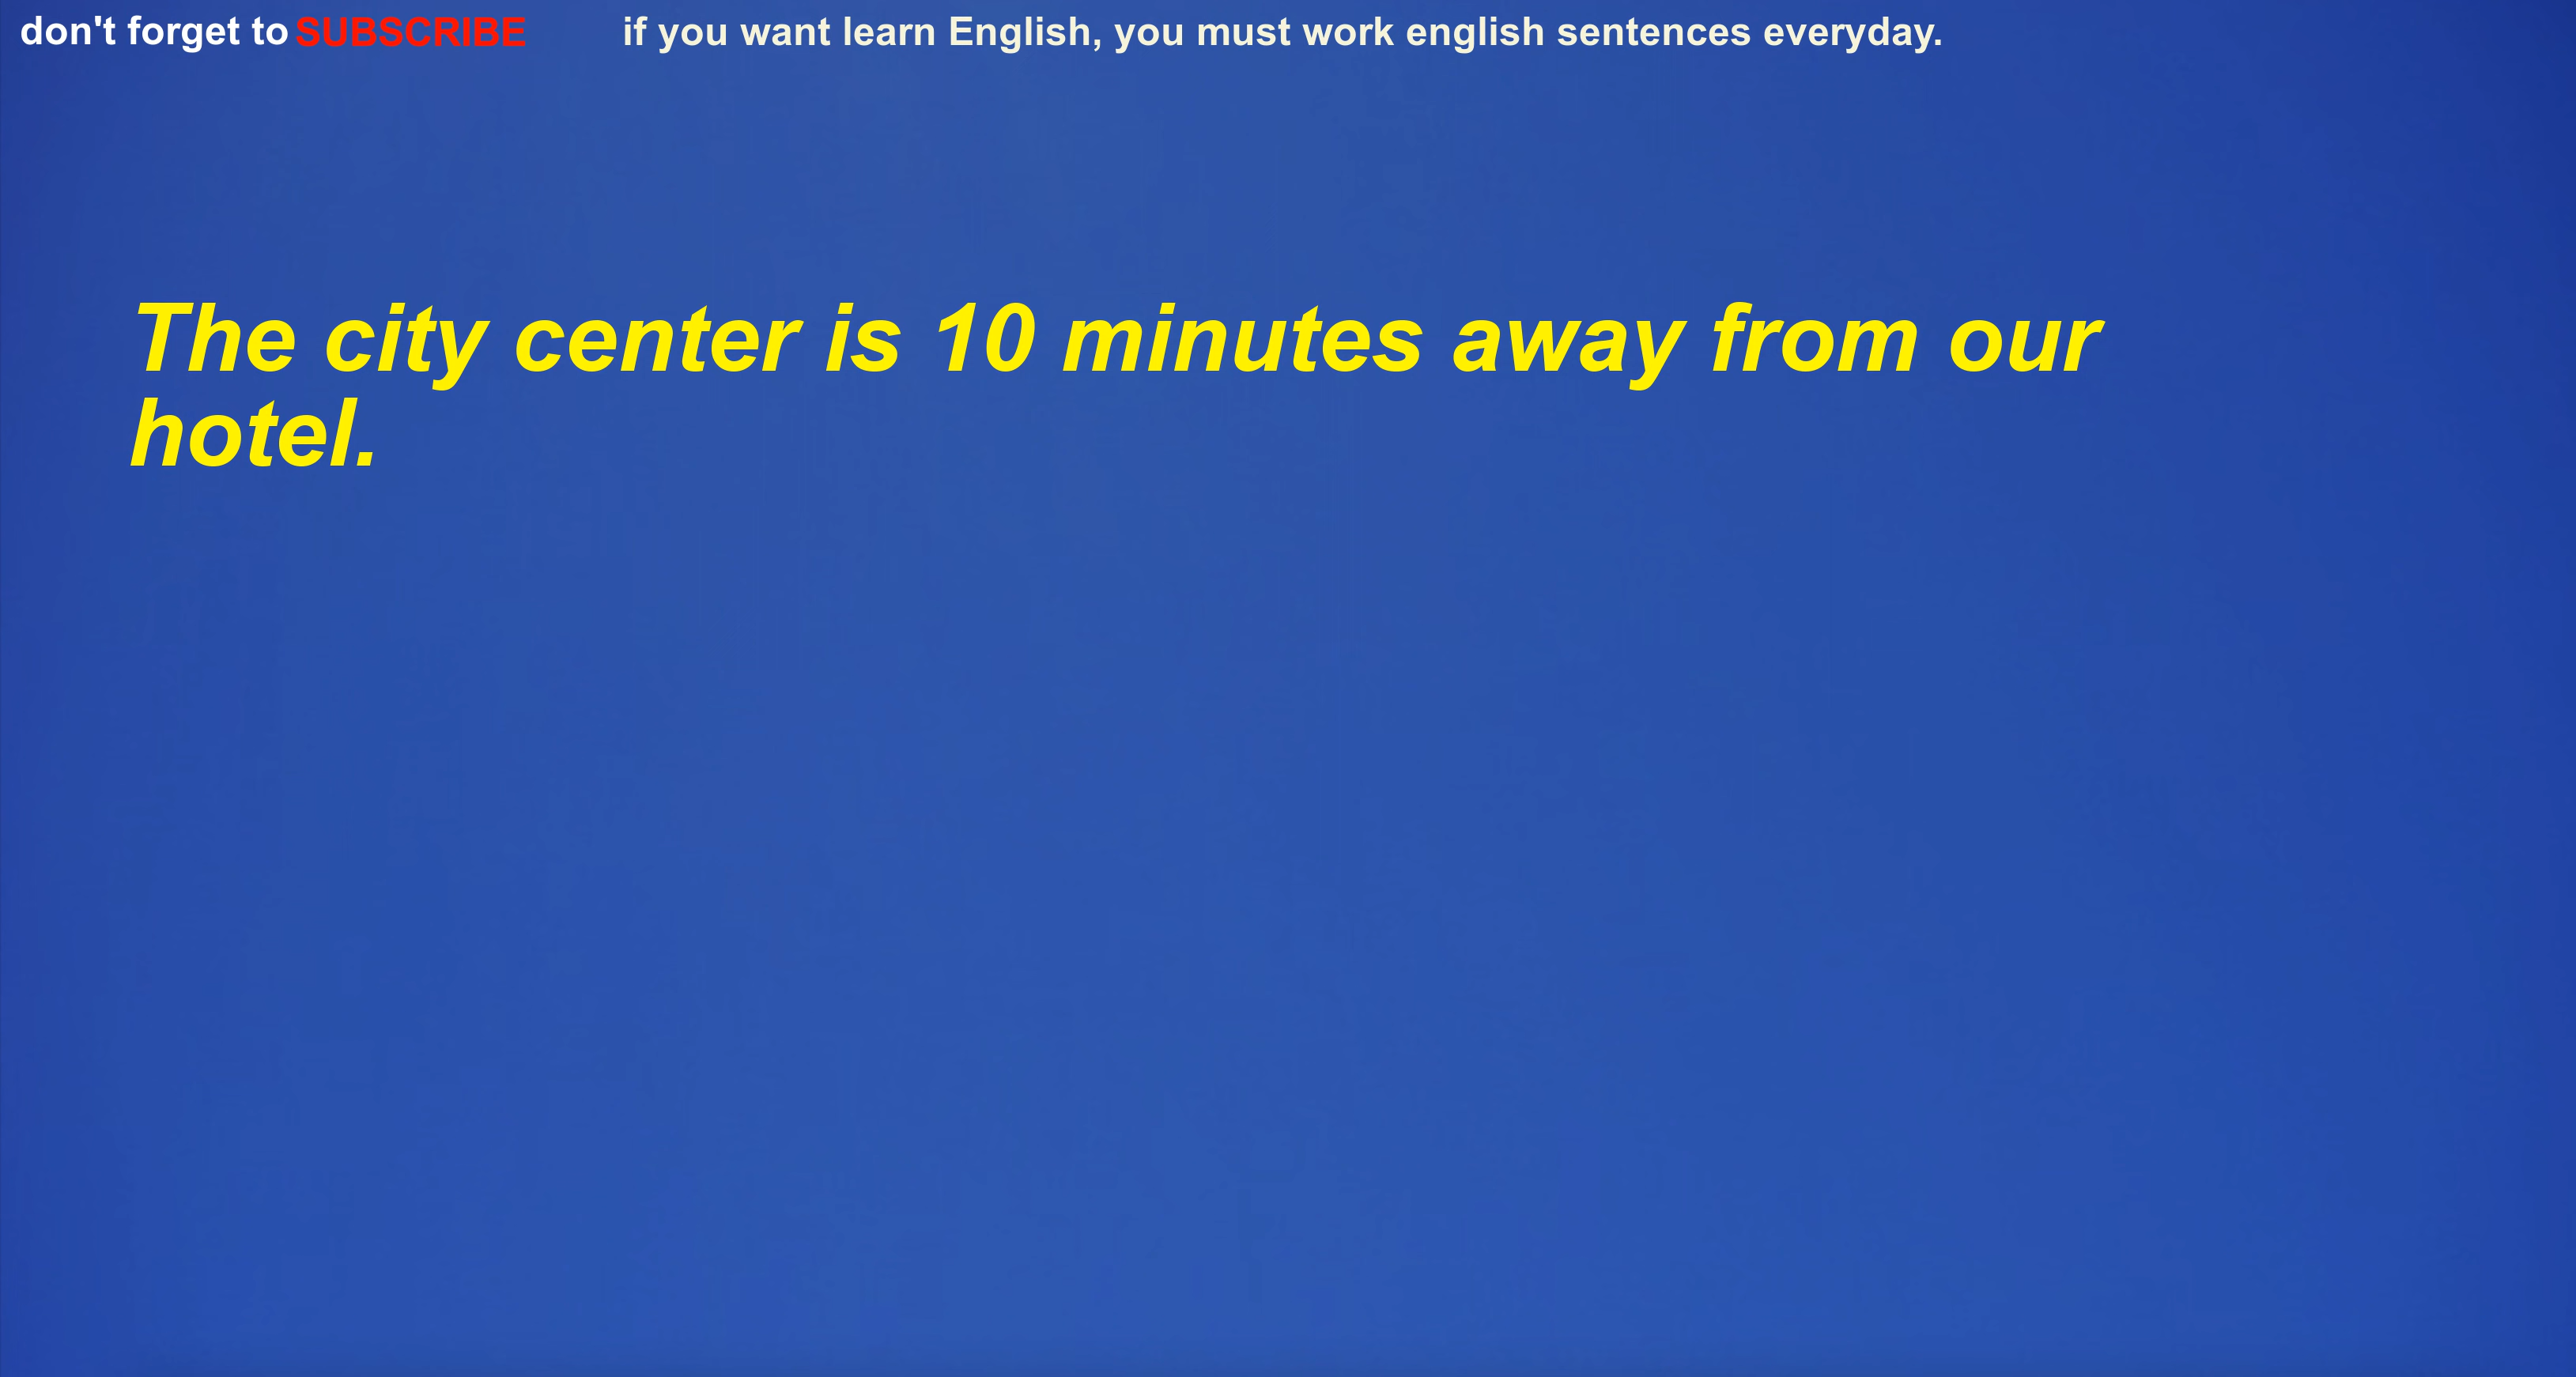 don't forget to SUBSCRIBE if you want learn English, you must work english sentences everyday.
The city center is 10 minutes away from our
hotel.